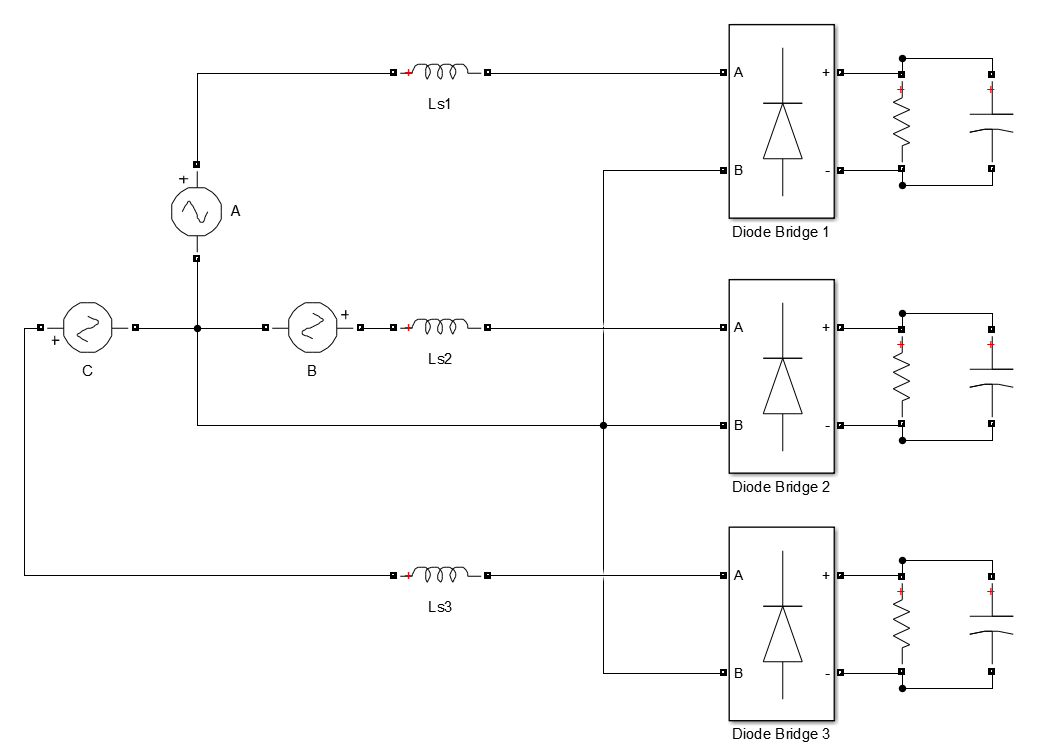 A +
Ls1
B -
+
A
Diode Bridge 1
+
A +
+
Ls2
C
B
B -
Diode Bridge 2
A +
Ls3
B -
Diode Bridge 3